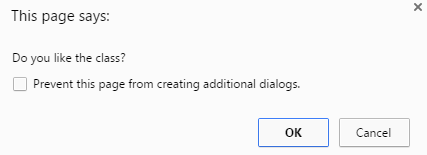 This page says:
Do you like the class?
Prevent this page from creating additional dialogs.
OK Cancel